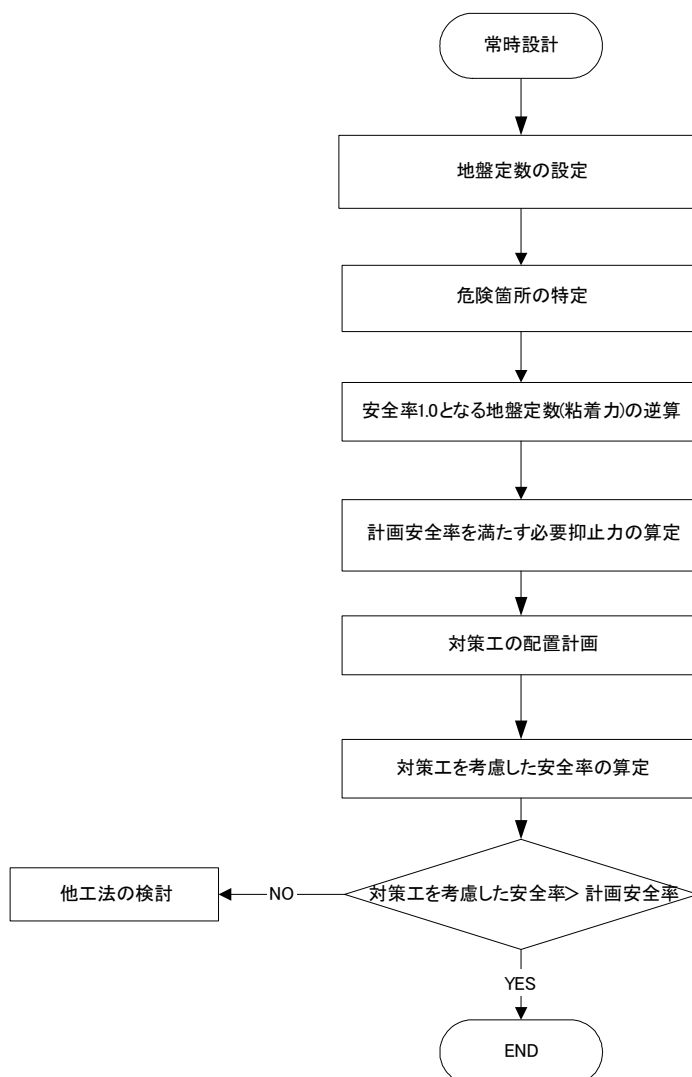 常時設計
地盤定数の設定
危険箇所の特定
安全率1.0となる地盤定数(粘着力)の逆算
計画安全率を満たす必要抑止力の算定
対策工の配置計画
対策工を考慮した安全率の算定
対策工を考慮した安全率> 計画安全率
NO
他工法の検討
YES
END